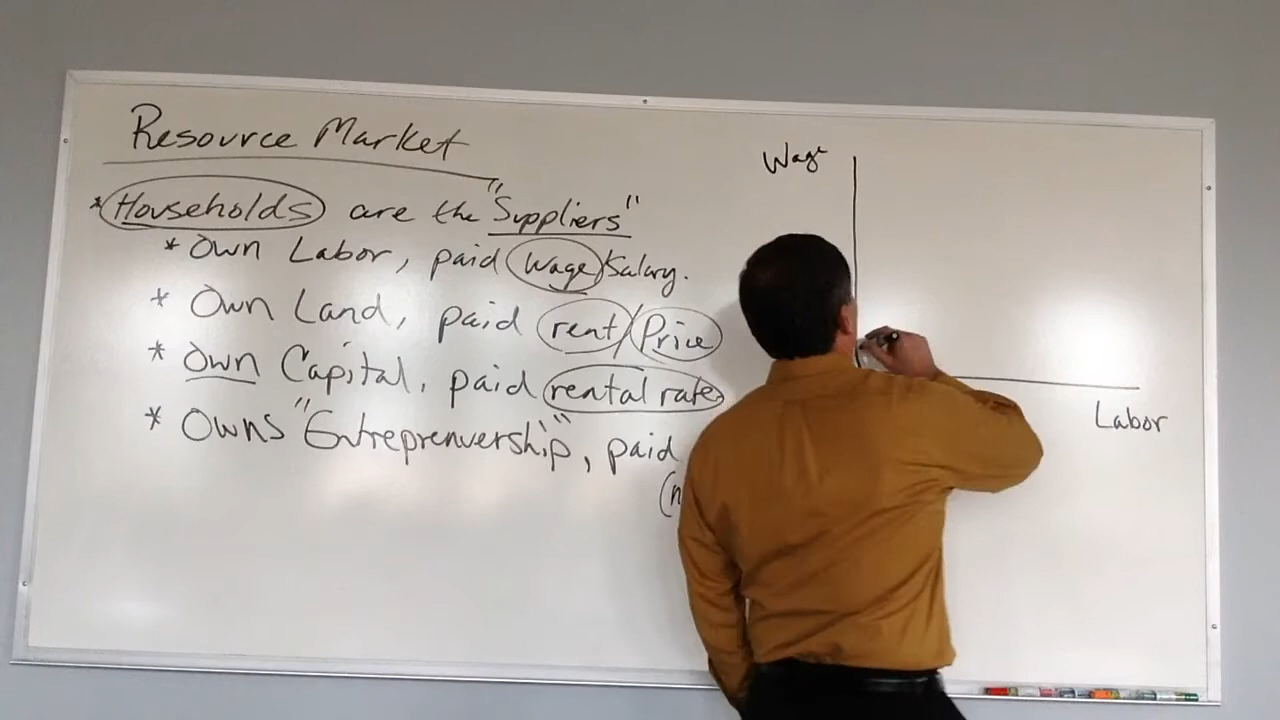 Resource Market
* Households are the "Suppliers"
* Own Labor, paid Wage/Salary.
* Own Land, paid rent/Price
* Own Capital, paid rental rate
* Owns "Entreprenuership", paid
(n
Wage
Labor